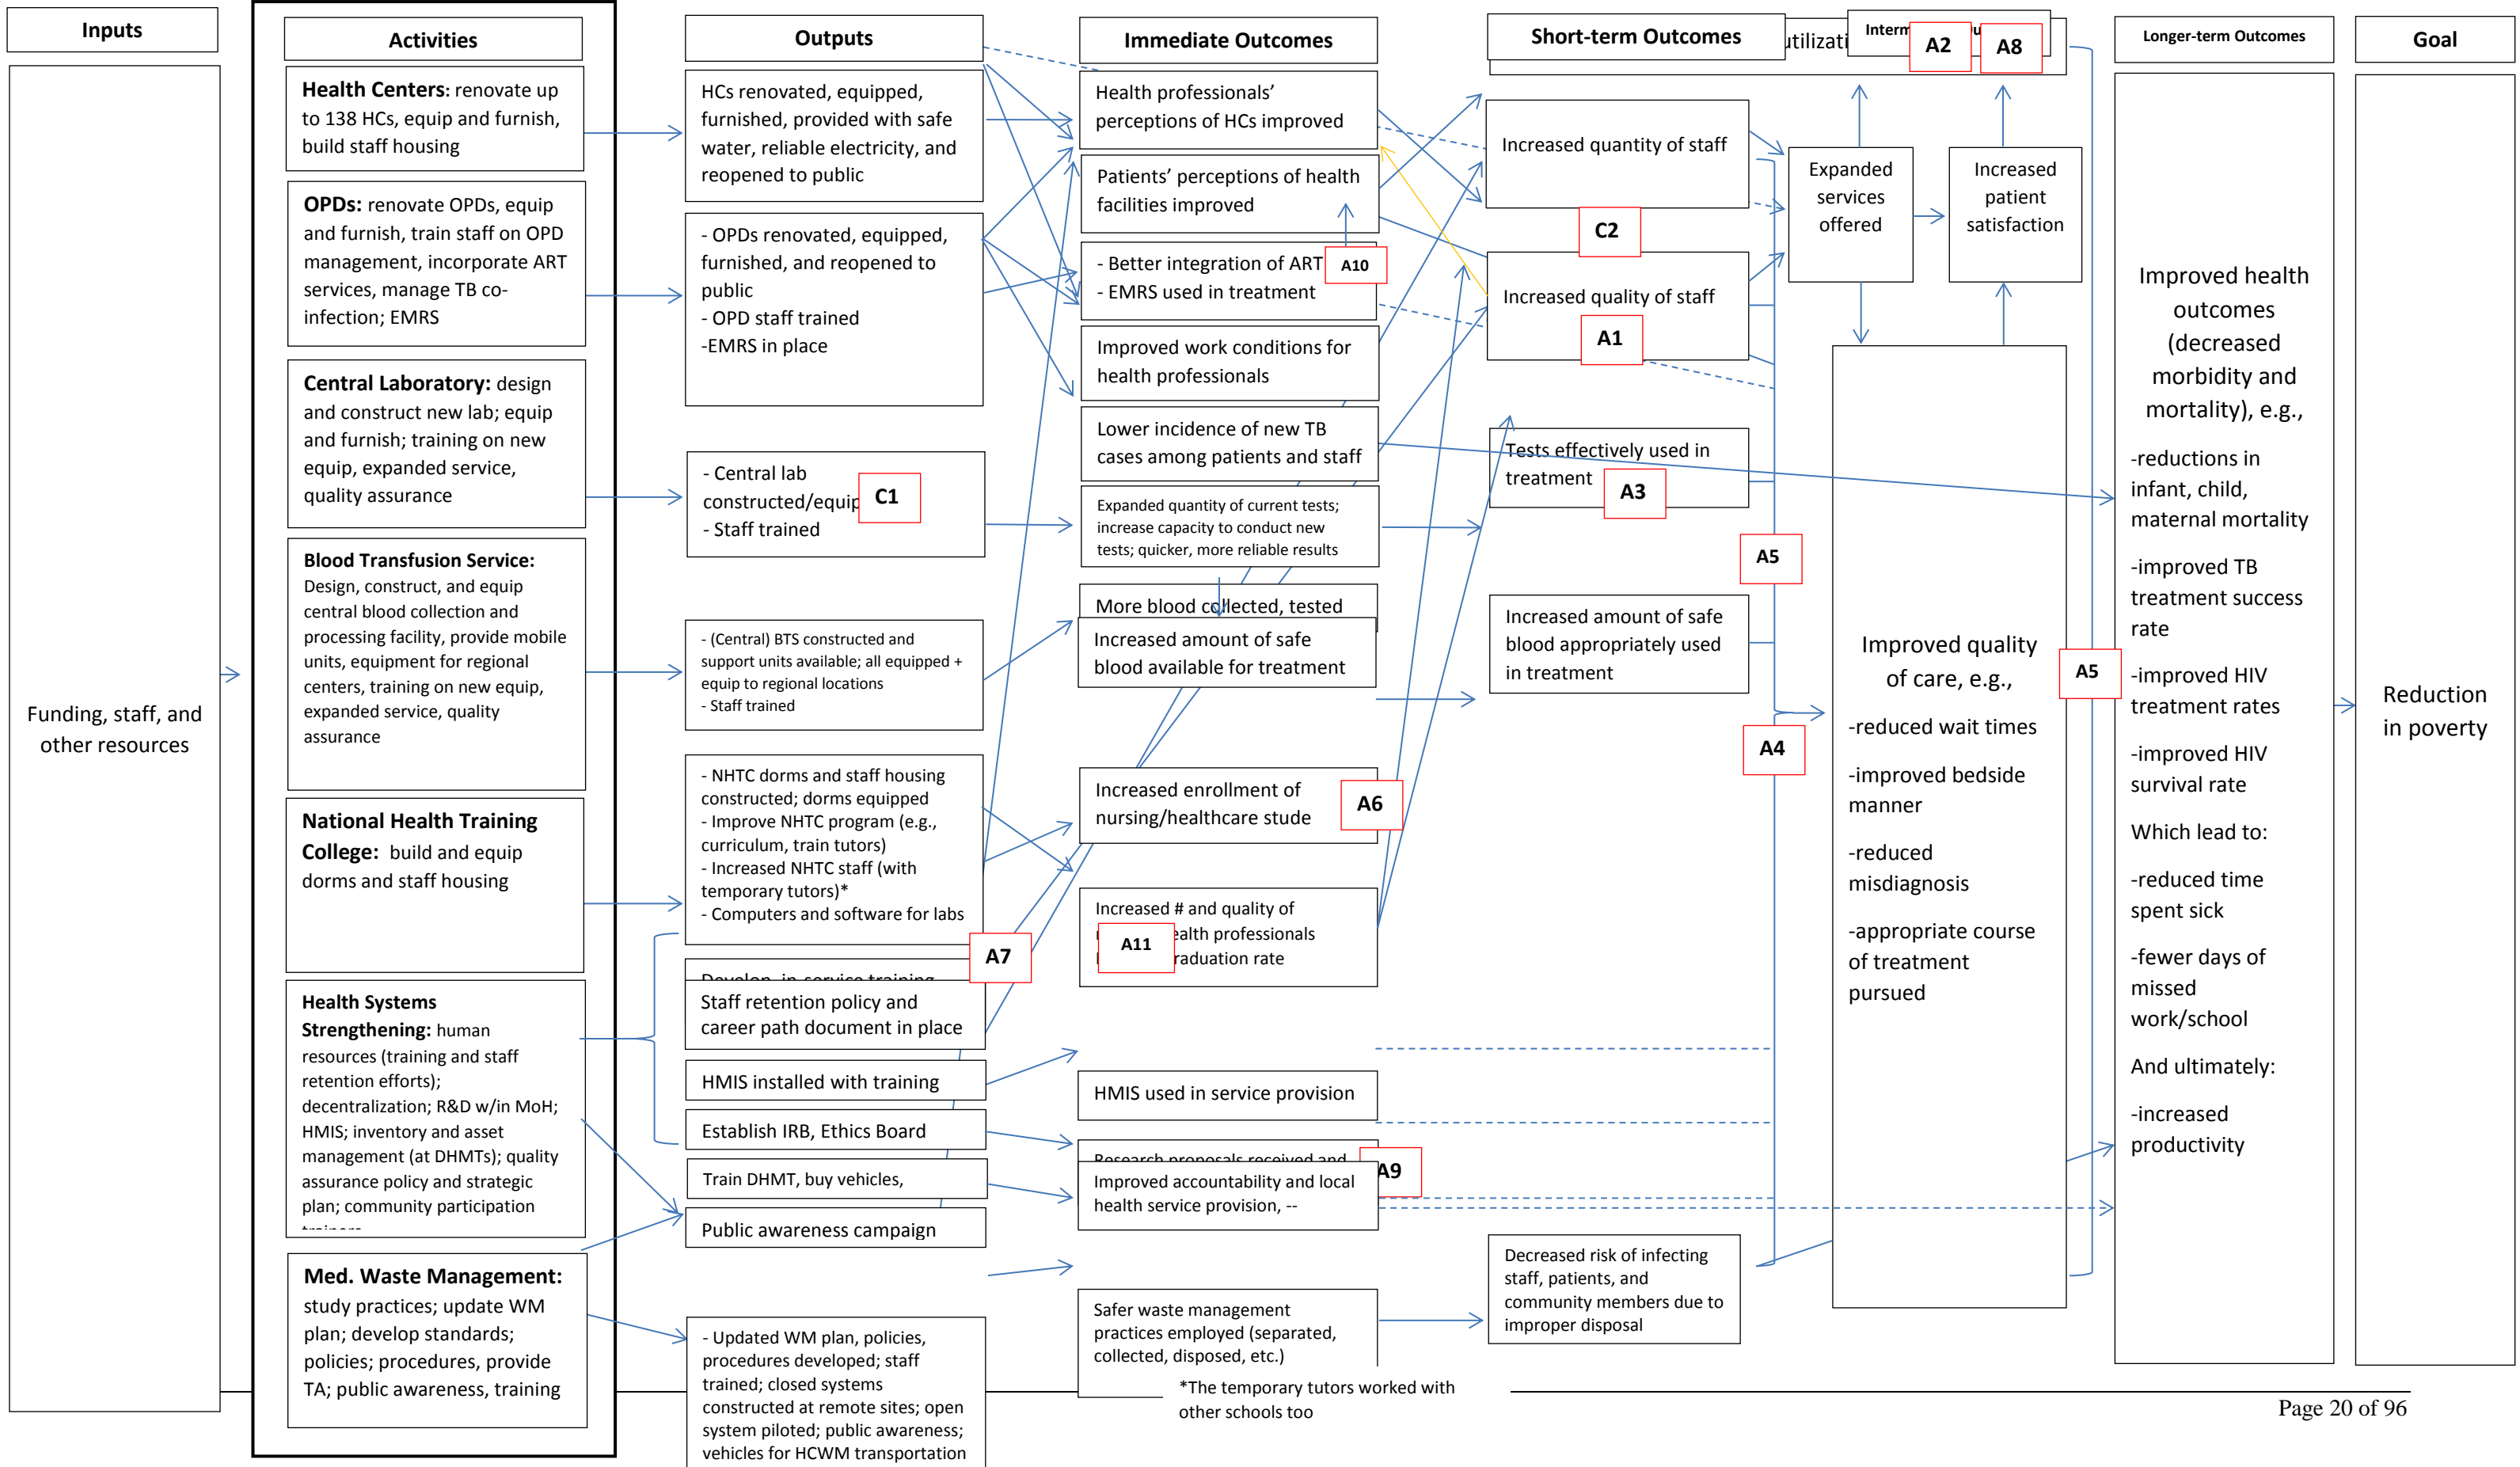 Inputs
Funding, staff, and
other resources
Activities
Health Centers: renovate up
to 138 HCs, equip and furnish,
build staff housing
OPDs: renovate OPDs, equip
and furnish, train staff on OPD
management, incorporate ART
services, manage TB co-
infection; EMRS
Central Laboratory: design
and construct new lab; equip
and furnish; training on new
equip, expanded service,
quality assurance
Blood Transfusion Service:
Design, construct, and equip
central blood collection and
processing facility, provide mobile
units, equipment for regional
centers, training on new equip,
expanded service, quality
assurance
National Health Training
College: build and equip
dorms and staff housing
Health Systems
Strengthening: human
resources (training and staff
retention efforts);
decentralization; R&D w/in MoH;
HMIS; inventory and asset
management (at DHMTs); quality
assurance policy and strategic
plan; community participation
Med. Waste Management:
study practices; update WM
plan; develop standards;
policies; procedures, provide
TA; public awareness, training
Outputs
HCs renovated, equipped,
furnished, provided with safe
water, reliable electricity, and
reopened to public
- OPDs renovated, equipped,
furnished, and reopened to
public
- OPD staff trained
-EMRS in place
- Central lab
constructed/equip
C1
- Staff trained
- (Central) BTS constructed and
support units available; all equipped +
equip to regional locations
- Staff trained
- NHTC dorms and staff housing
constructed; dorms equipped
- Improve NHTC program (e.g.,
curriculum, train tutors)
- Increased NHTC staff (with
temporary tutors)*
- Computers and software for labs
A7
Develop in-service training
Staff retention policy and
career path document in place
HMIS installed with training
Establish IRB, Ethics Board
Train DHMT, buy vehicles,
Public awareness campaign
- Updated WM plan, policies,
procedures developed; staff
trained; closed systems
constructed at remote sites; open
system piloted; public awareness;
vehicles for HCWM transportation
Immediate Outcomes
Health professionals'
perceptions of HCs improved
Patients' perceptions of health
facilities improved
- Better integration of ART
- EMRS used in treatment
A10
Improved work conditions for
health professionals
Lower incidence of new TB
cases among patients and staff
Expanded quantity of current tests;
increase capacity to conduct new
tests; quicker, more reliable results
More blood collected, tested
Increased amount of safe
blood available for treatment
Increased enrollment of
nursing/healthcare stude
A6
Increased # and quality of
ealth professionals
raduation rate
A11
HMIS used in service provision
Research proposals received and
A9
Improved accountability and local
health service provision, --
Safer waste management
practices employed (separated,
collected, disposed, etc.)
*The temporary tutors worked with
other schools too
Short-term Outcomes
utilizati
Increased quantity of staff
C2
Increased quality of staff
A1
Tests effectively used in
treatment
A3
Increased amount of safe
blood appropriately used
in treatment
Decreased risk of infecting
staff, patients, and
community members due to
improper disposal
A5
A4
Interm
A2
A8
Expanded
services
offered
Increased
patient
satisfaction
Improved quality
of care, e.g.,
-reduced wait times
-improved bedside
manner
-reduced
misdiagnosis
-appropriate course
of treatment
pursued
A5
Longer-term Outcomes
Improved health
outcomes
(decreased
morbidity and
mortality), e.g.,
-reductions in
infant, child,
maternal mortality
-improved TB
treatment success
rate
-improved HIV
treatment rates
-improved HIV
survival rate
Which lead to:
-reduced time
spent sick
-fewer days of
missed
work/school
And ultimately:
-increased
productivity
Goal
Reduction
in poverty
Page 20 of 96